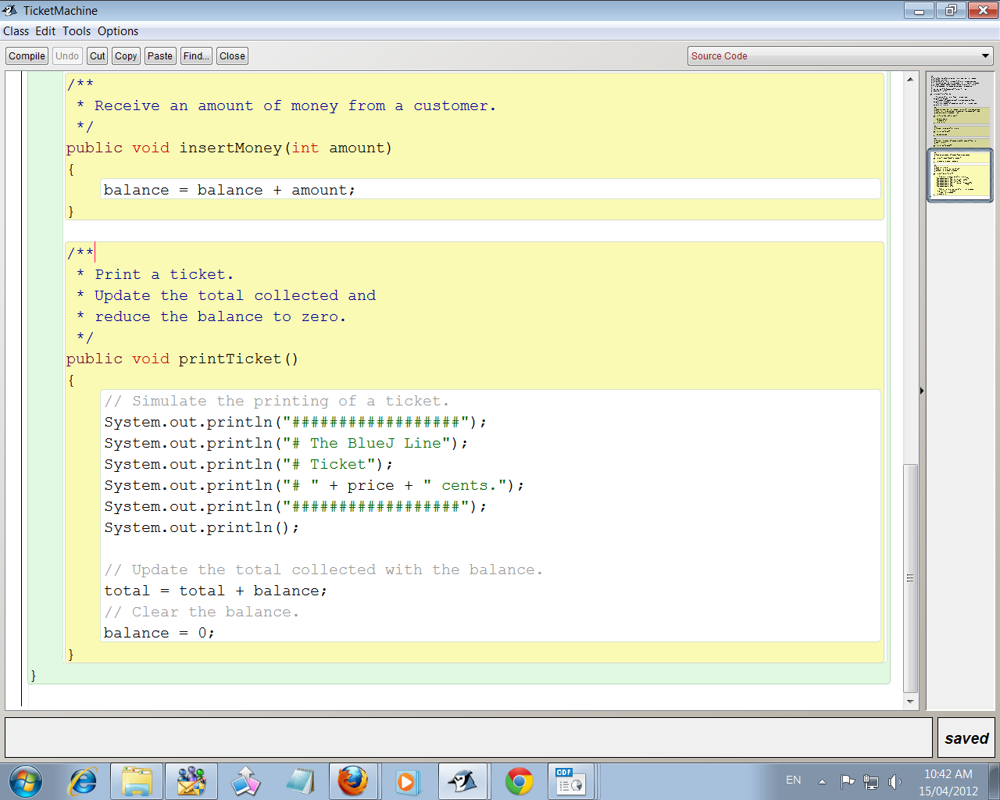 TicketMachine
Class Edit Tools Options
Compile Undo Cut Copy Paste Find... Close Source Code
/**
* Receive an amount of money from a customer.
*/
public void insertMoney(int amount)
{
balance = balance + amount;
}
/**
* Print a ticket.
* Update the total collected and
* reduce the balance to zero.
*/
public void printTicket()
{
// Simulate the printing of a ticket.
System.out.println("##################");
System.out.println("# The BlueJ Line");
System.out.println("# Ticket");
System.out.println("# " + price + " cents.");
System.out.println("##################");
System.out.println();
// Update the total collected with the balance.
total = total + balance;
// Clear the balance.
balance = 0;
}
}
saved
CDF
EN
10:42 AM
15/04/2012